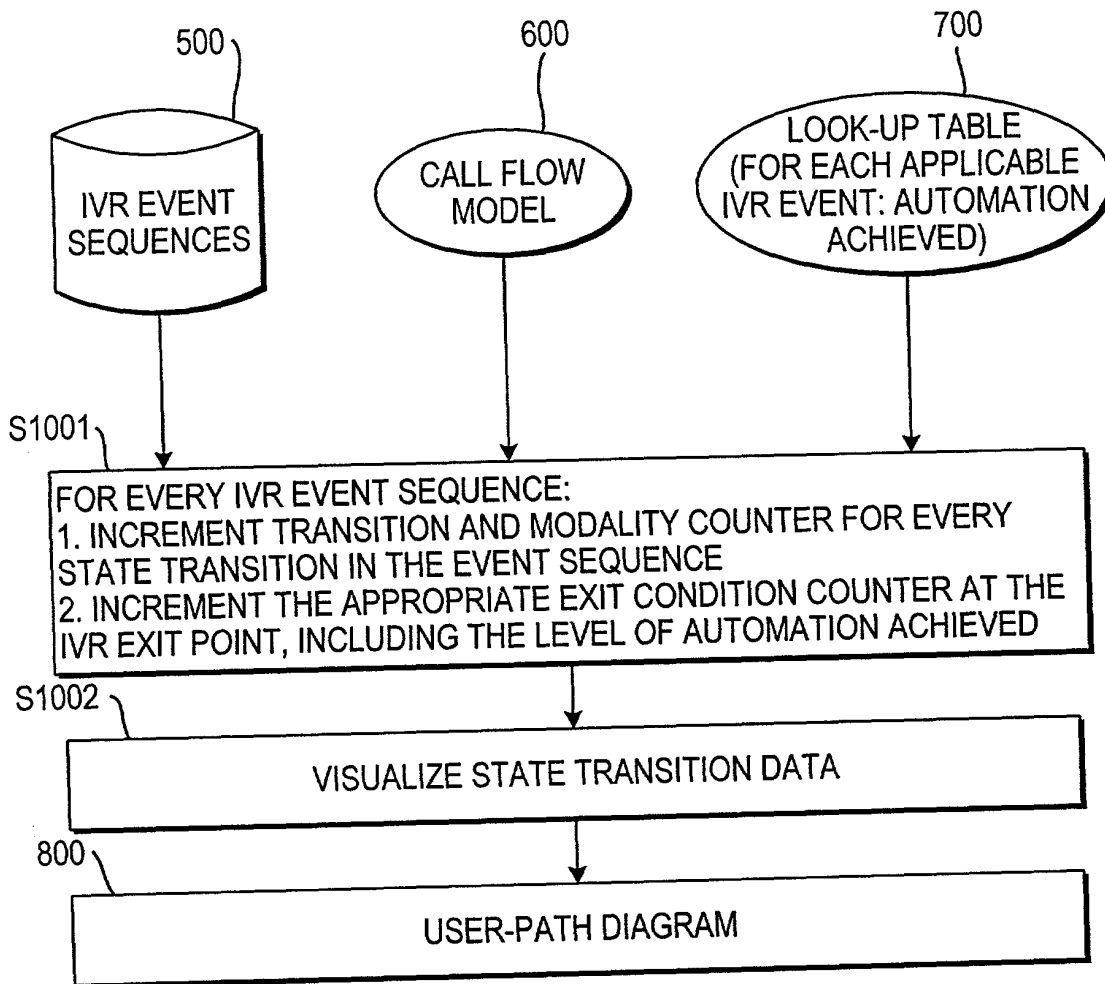 500
600
700
IVR EVENT
SEQUENCES
CALL FLOW
MODEL
LOOK-UP TABLE
(FOR EACH APPLICABLE
IVR EVENT: AUTOMATION
ACHIEVED)
S1001
FOR EVERY IVR EVENT SEQUENCE:
1. INCREMENT TRANSITION AND MODALITY COUNTER FOR EVERY
STATE TRANSITION IN THE EVENT SEQUENCE
2. INCREMENT THE APPROPRIATE EXIT CONDITION COUNTER AT THE
IVR EXIT POINT, INCLUDING THE LEVEL OF AUTOMATION ACHIEVED
S1002
VISUALIZE STATE TRANSITION DATA
800
USER-PATH DIAGRAM